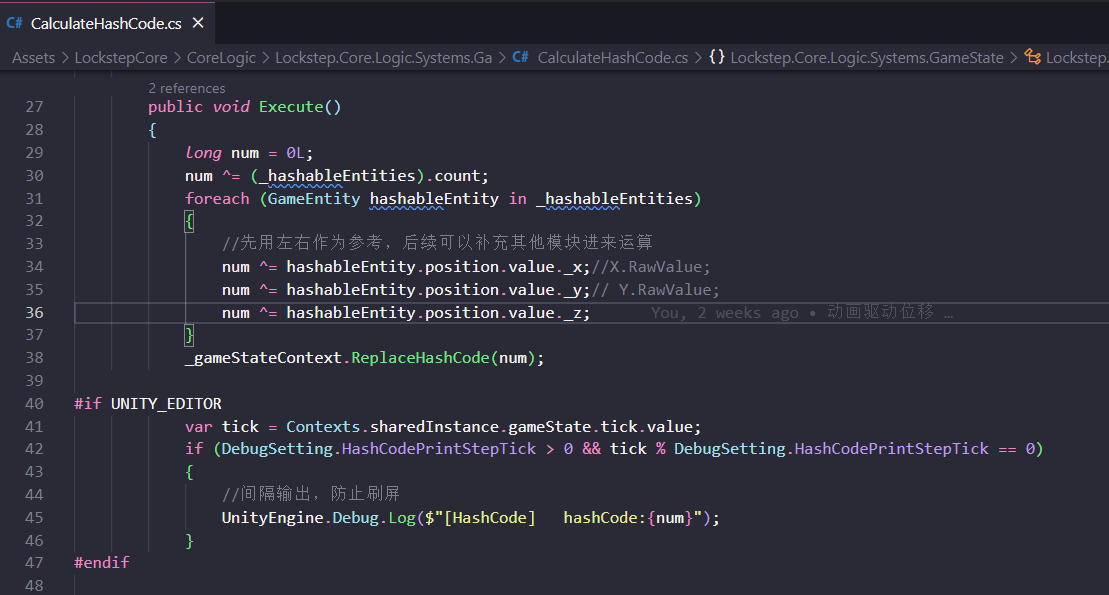 C# CalculateHashCode.cs ×
Assets > LockstepCore > CoreLogic > Lockstep.Core.Logic.Systems.Ga > C# CalculateHashCode.cs > {} Lockstep.Core.Logic.Systems.GameState > Lockstep.
2 references
27 public void Execute()
28 {
29 long num = 0L;
30 num ^= (_hashableEntities).count;
31 foreach (GameEntity hashableEntity in _hashableEntities)
32 {
33 //先用左右作为参考，后续可以补充其他模块进来运算
34 num ^= hashableEntity.position.value._x;//X.RawValue;
35 num ^= hashableEntity.position.value._y;// Y.RawValue;
36 num ^= hashableEntity.position.value._z; You, 2 weeks ago • 动画驱动位移 …
37 }
38 _gameStateContext.ReplaceHashCode(num);
39
40 #if UNITY_EDITOR
41 var tick = Contexts.sharedInstance.gameState.tick.value;
42 if (DebugSetting.HashCodePrintStepTick > 0 && tick % DebugSetting.HashCodePrintStepTick == 0)
43 {
44 //间隔输出，防止刷屏
45 UnityEngine.Debug.Log($"[HashCode]   hashCode:{num}");
46 }
47 #endif
48